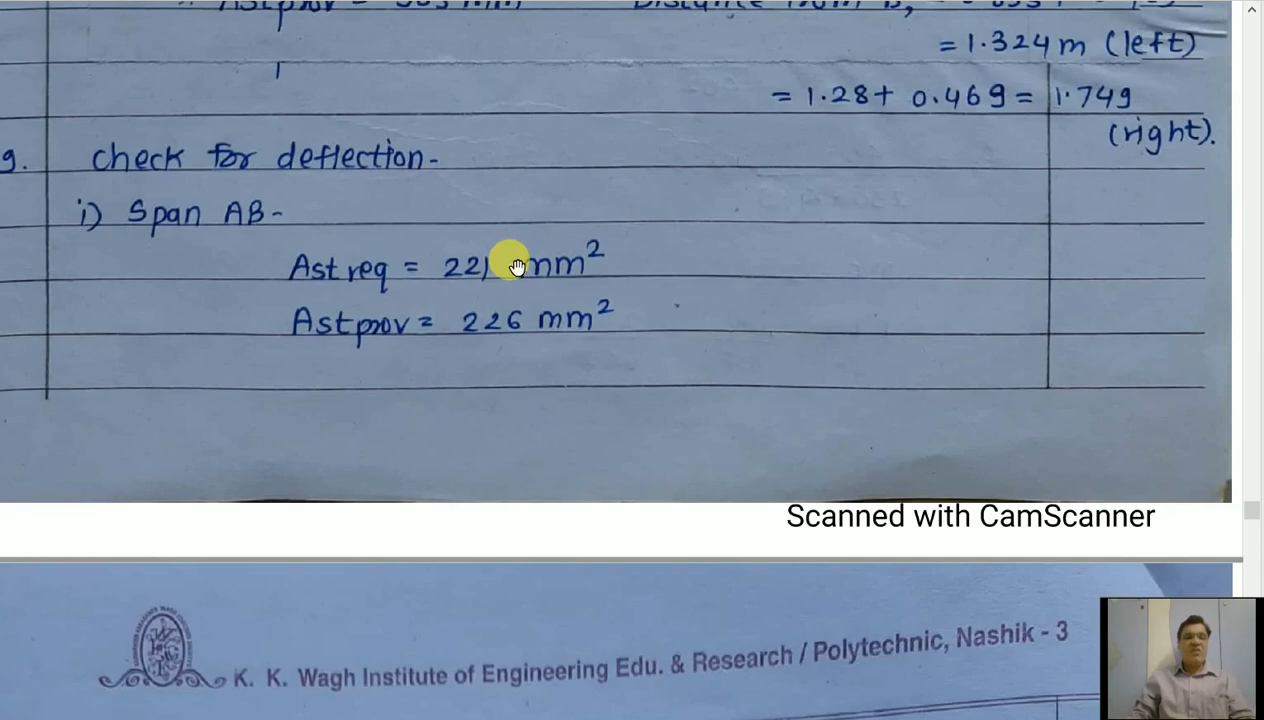 = 1.324 m (left)
= 1.28 + 0.469 = 1.749
(right).
9. Check for deflection-
i) Span AB-
Ast req = 221 mm²
Ast prov = 226 mm²
Scanned with CamScanner
K. K. Wagh Institute of Engineering Edu. & Research / Polytechnic, Nashik - 3